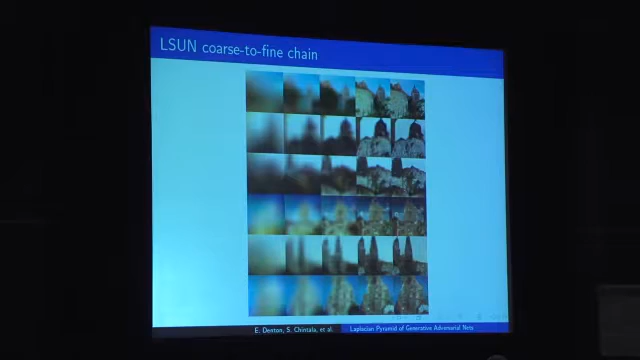 LSUN coarse-to-fine chain
E. Denton, S. Chintala, et al.
Laplacian Pyramid of Generative Adversarial Nets